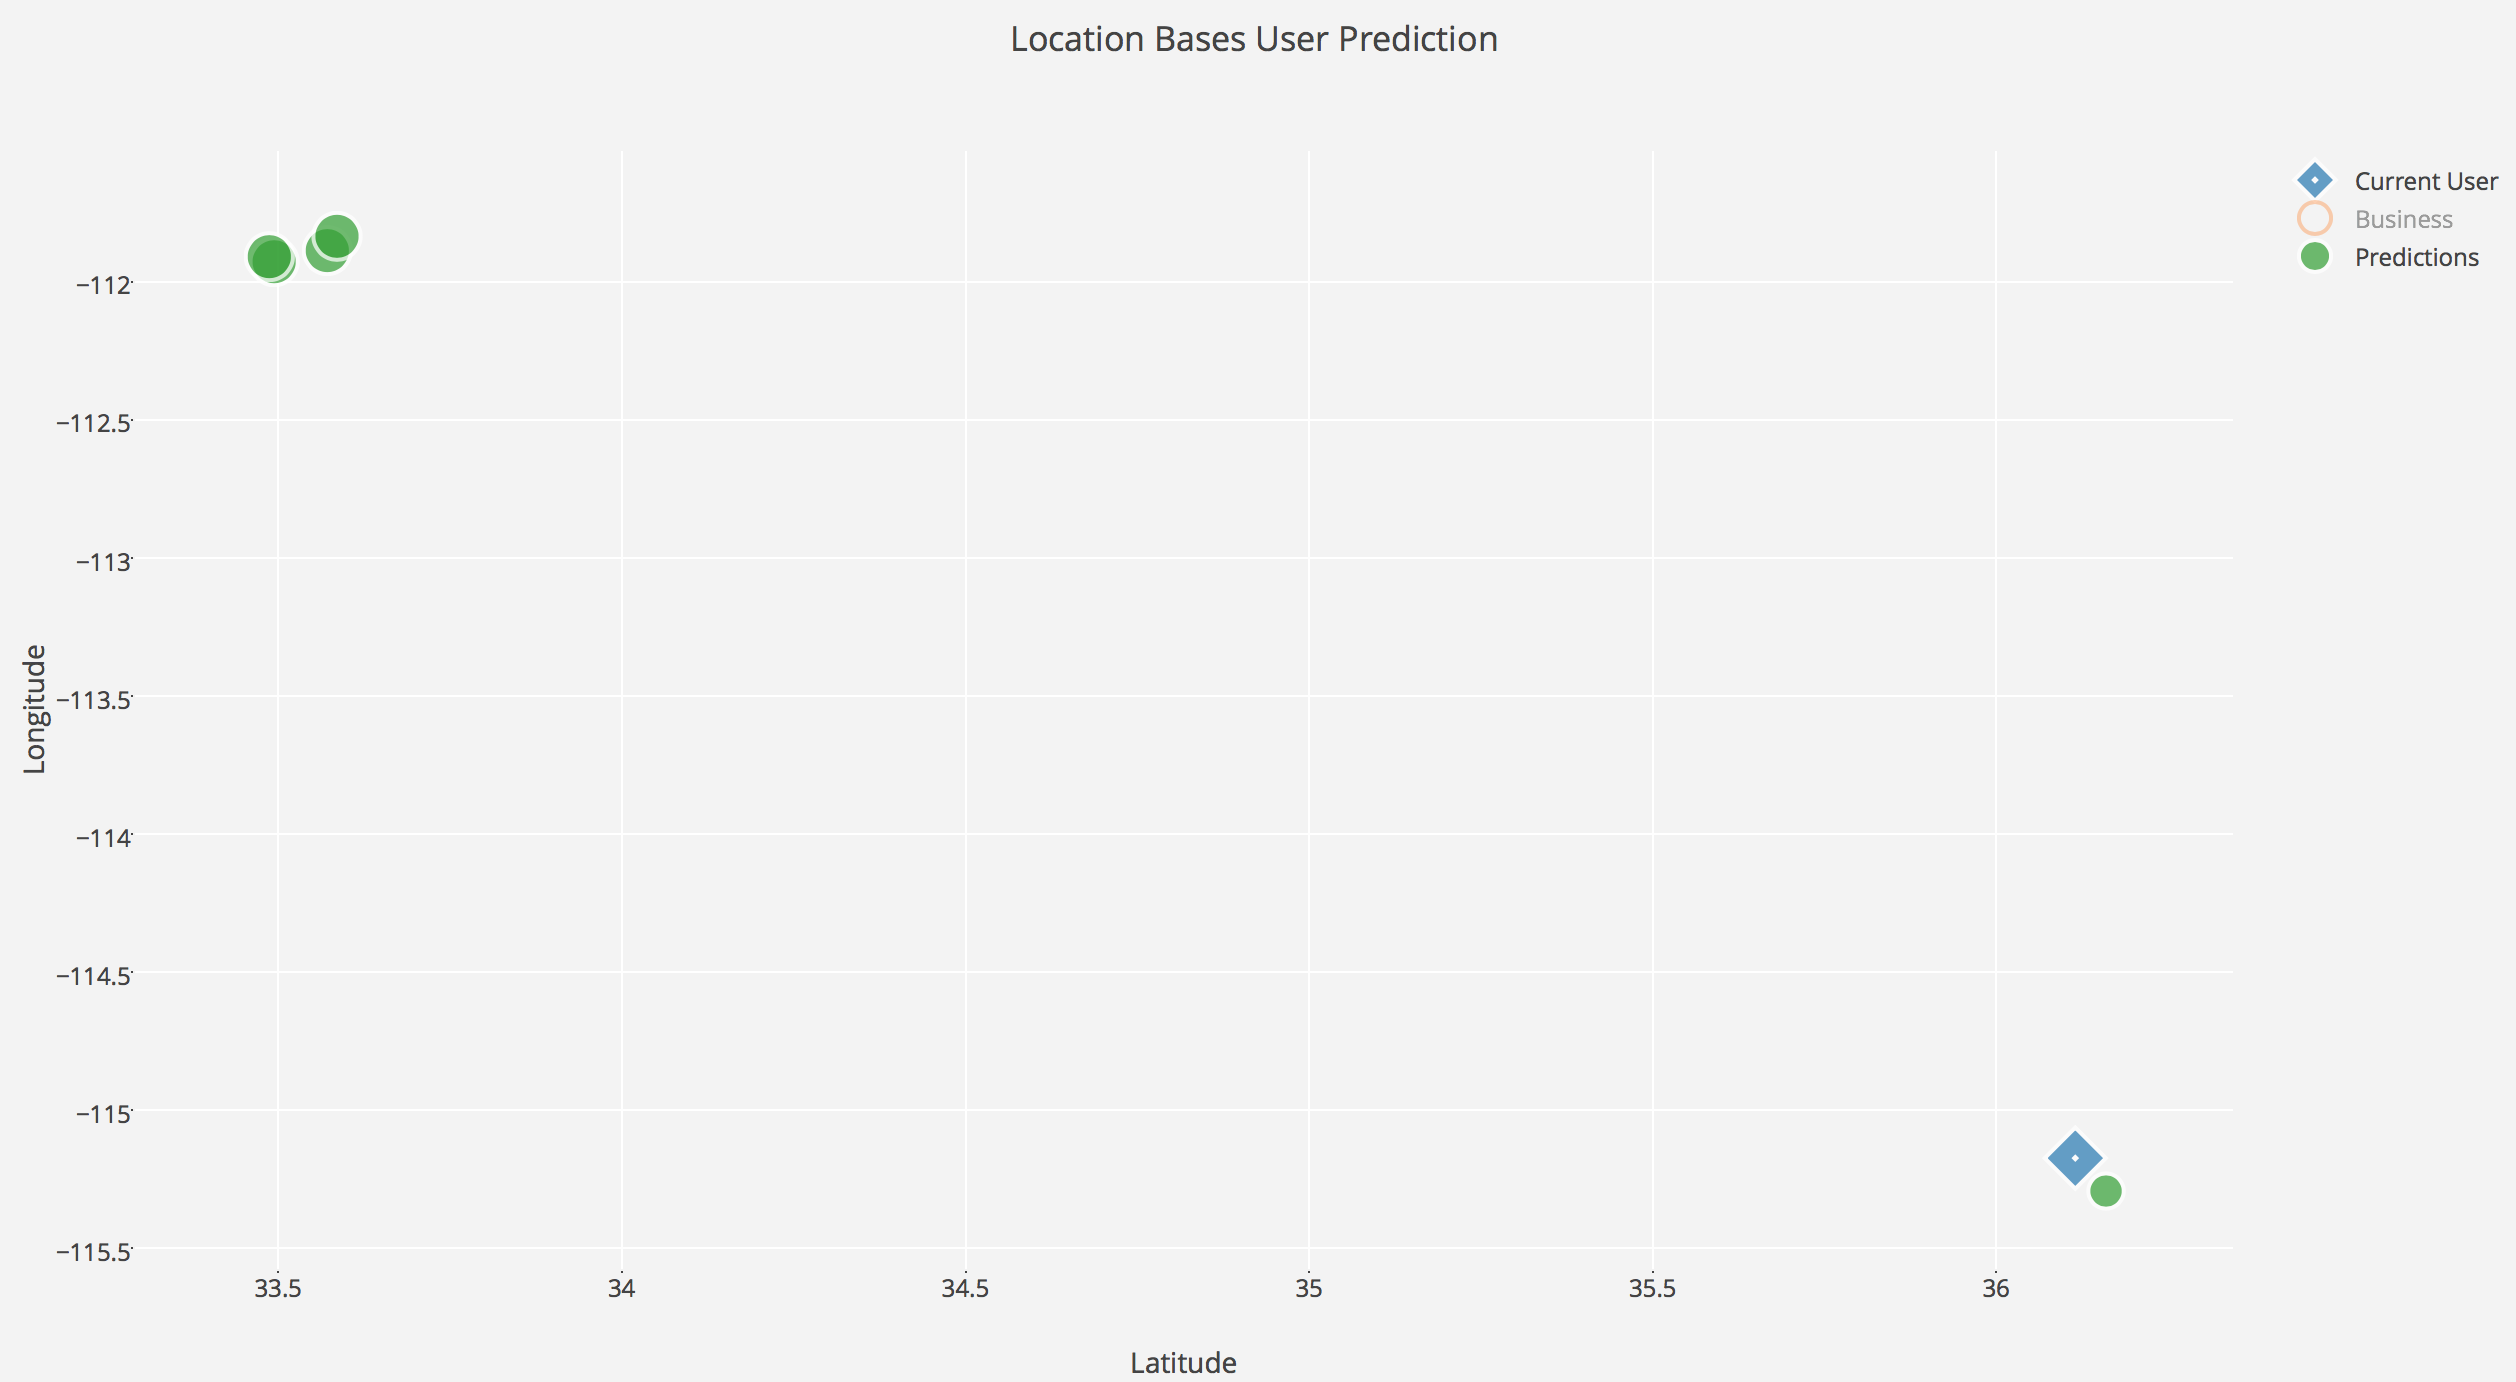 Location Bases User Prediction
Current User
Business
Predictions
−112
−112.5
−113
−113.5
−114
−114.5
−115
−115.5
Longitude
33.5 34 34.5 35 35.5 36
Latitude